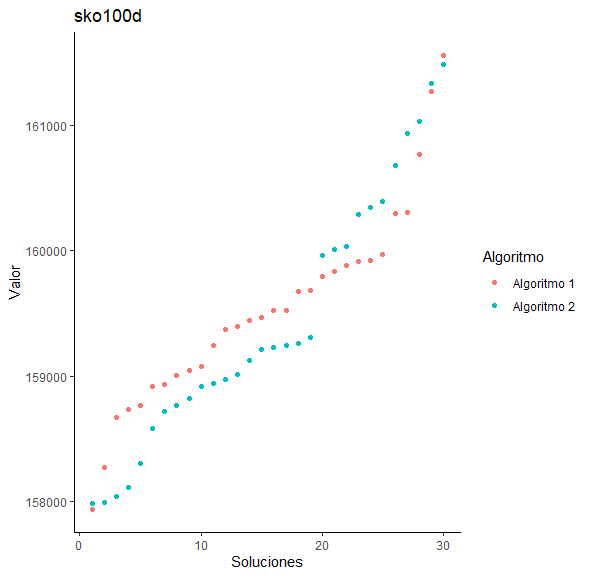 sko100d
161000
160000
159000
158000
Valor
0
10
20
30
Soluciones
Algoritmo
Algoritmo 1
Algoritmo 2